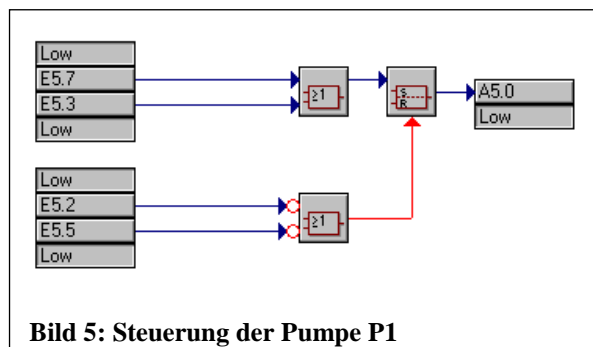 Low
E5.7
E5.3
Low
≥1
S
R
A5.0
Low
Low
E5.2
E5.5
Low
≥1
Bild 5: Steuerung der Pumpe P1